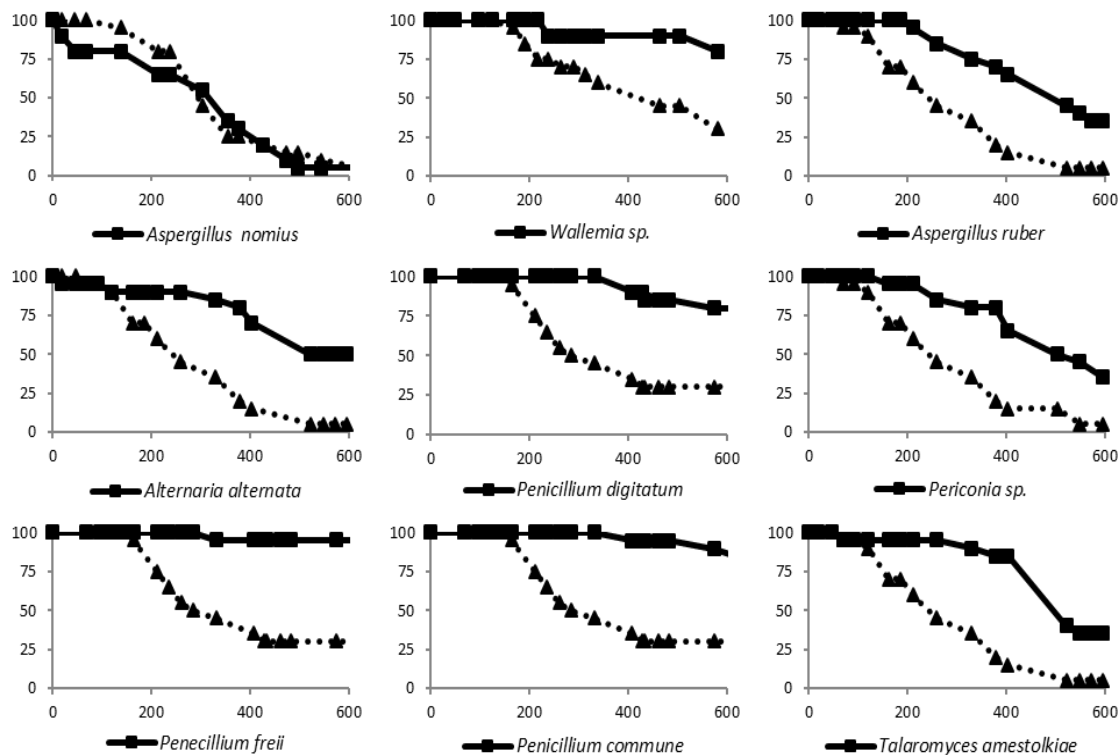 100
75
50
25
0
0 200 400 600
Aspergillus nomius
100
75
50
25
0
0 200 400 600
Wallemia sp.
100
75
50
25
0
0 200 400 600
Aspergillus ruber
100
75
50
25
0
0 200 400 600
Alternaria alternata
100
75
50
25
0
0 200 400 600
Penicillium digitatum
100
75
50
25
0
0 200 400 600
Periconia sp.
100
75
50
25
0
0 200 400 600
Penecillium freii
100
75
50
25
0
0 200 400 600
Penicillium commune
100
75
50
25
0
0 200 400 600
Talaromyces amestolkiae